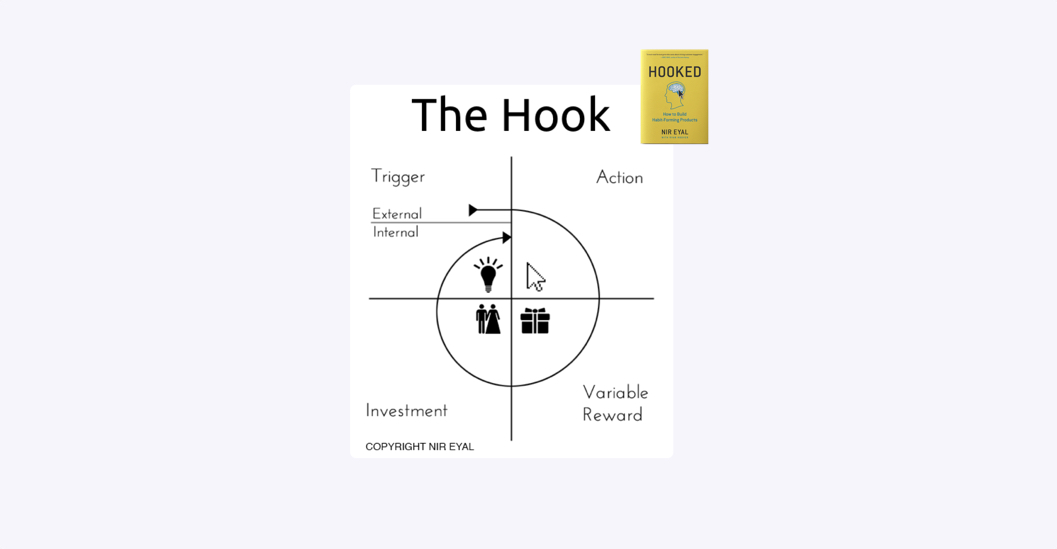 The Hook
HOOKED
How to Build
Habit-Forming Products
NIR EYAL
Trigger
Action
External
Internal
Investment
Variable
Reward
COPYRIGHT NIR EYAL